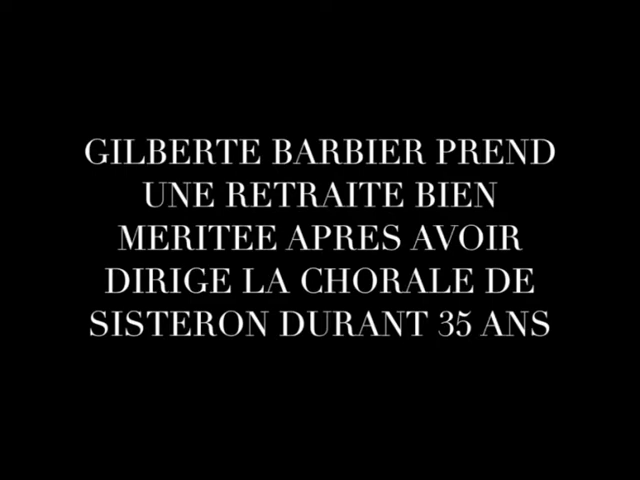 GILBERTE BARBIER PREND
UNE RETRAITE BIEN
MERITEE APRES AVOIR
DIRIGE LA CHORALE DE
SISTERON DURANT 35 ANS